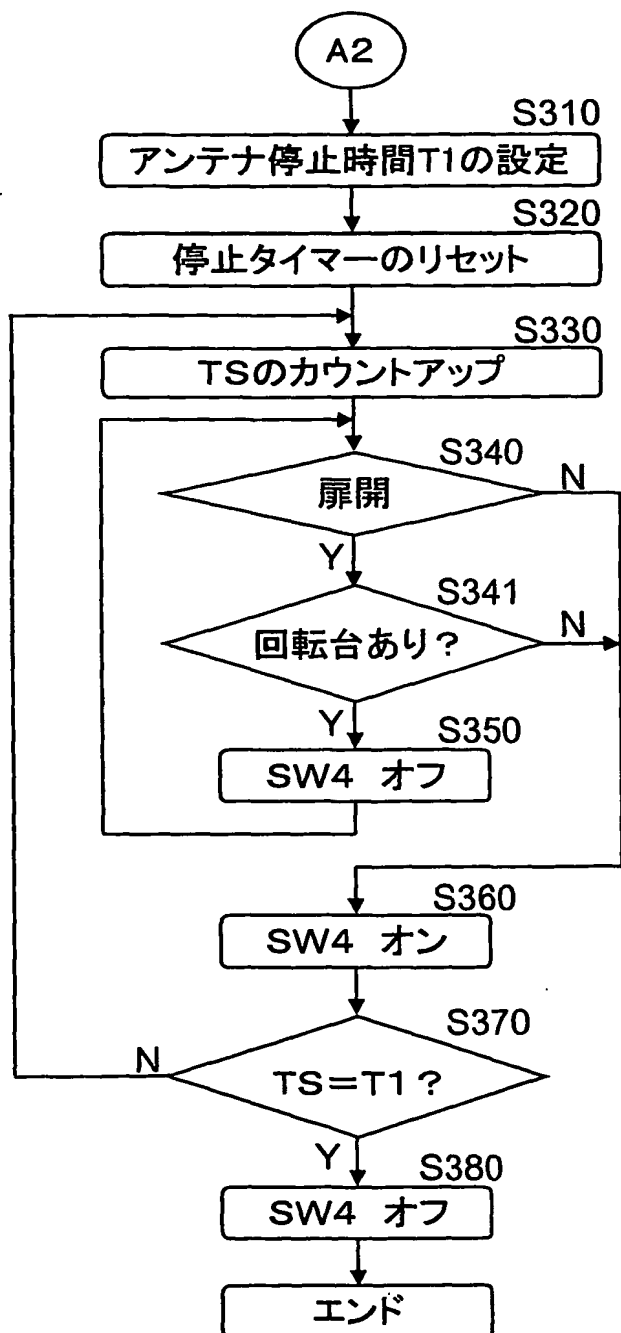 A2
S310
アンテナ停止時間T1の設定
S320
停止タイマーのリセット
S330
TSのカウントアップ
S340
扉開
N
Y
S341
回転台あり？
N
Y
S350
SW4 オフ
S360
SW4 オン
S370
N
TS=T1？
Y
S380
SW4 オフ
エンド